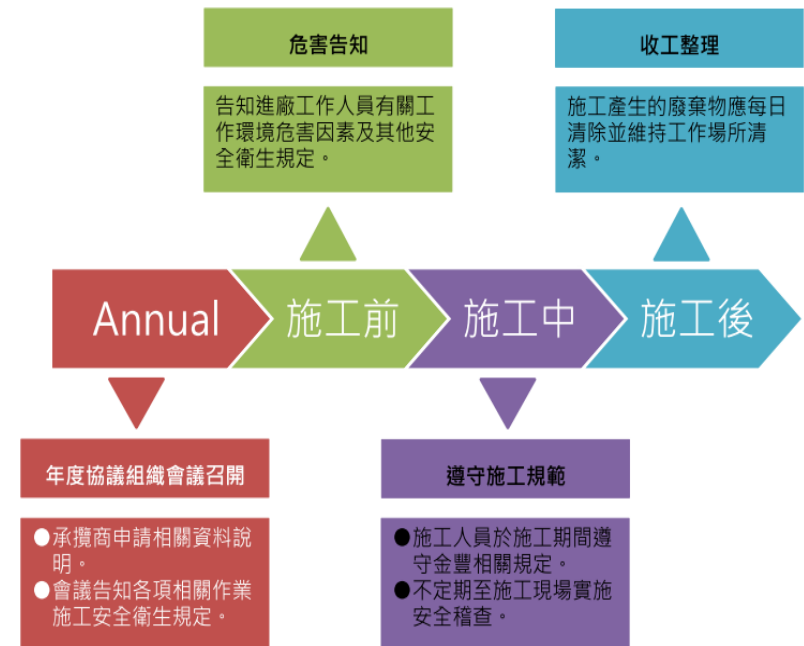 危害告知
告知進廠工作人員有關工
作環境危害因素及其他安
全衛生規定。
收工整理
施工產生的廢棄物應每日
清除並維持工作場所清
潔。
Annual
施工前
施工中
施工後
年度協議組織會議召開
●承攬商申請相關資料說
明。
●會議告知各項相關作業
施工安全衛生規定。
遵守施工規範
●施工人員於施工期間遵
守金豐相關規定。
●不定期至施工現場實施
安全稽查。